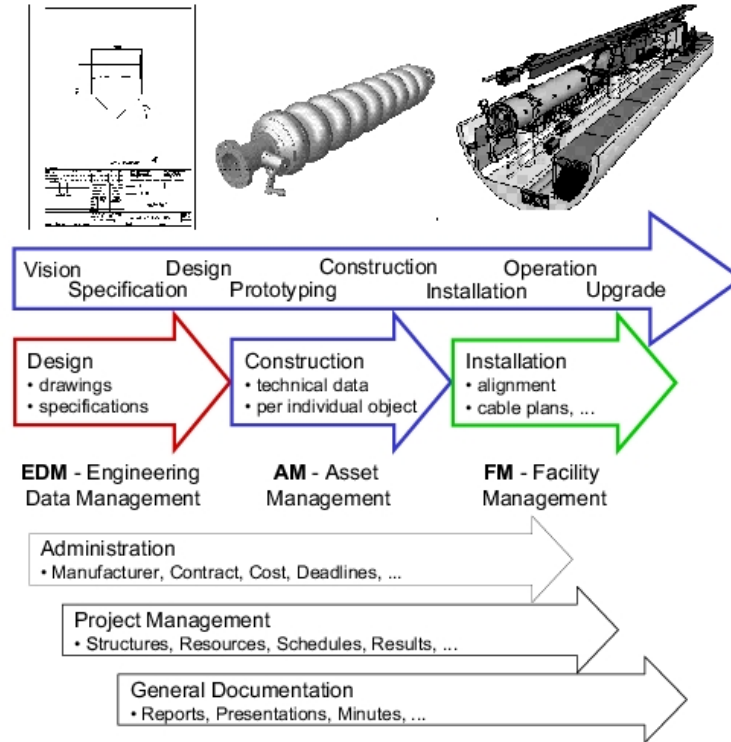 Vision Design Construction Operation
Specification Prototyping Installation Upgrade
Design
• drawings
• specifications
Construction
• technical data
• per individual object
Installation
• alignment
• cable plans, ...
EDM - Engineering
Data Management
AM - Asset
Management
FM - Facility
Management
Administration
• Manufacturer, Contract, Cost, Deadlines, ...
Project Management
• Structures, Resources, Schedules, Results, ...
General Documentation
• Reports, Presentations, Minutes, ...